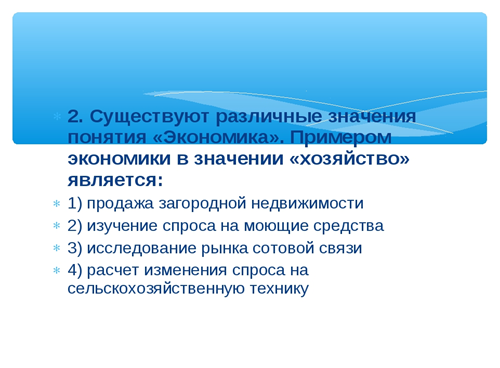 2. Существуют различные значения
понятия «Экономика». Примером
экономики в значении «хозяйство»
является:
1) продажа загородной недвижимости
2) изучение спроса на моющие средства
3) исследование рынка сотовой связи
4) расчет изменения спроса на
сельскохозяйственную технику